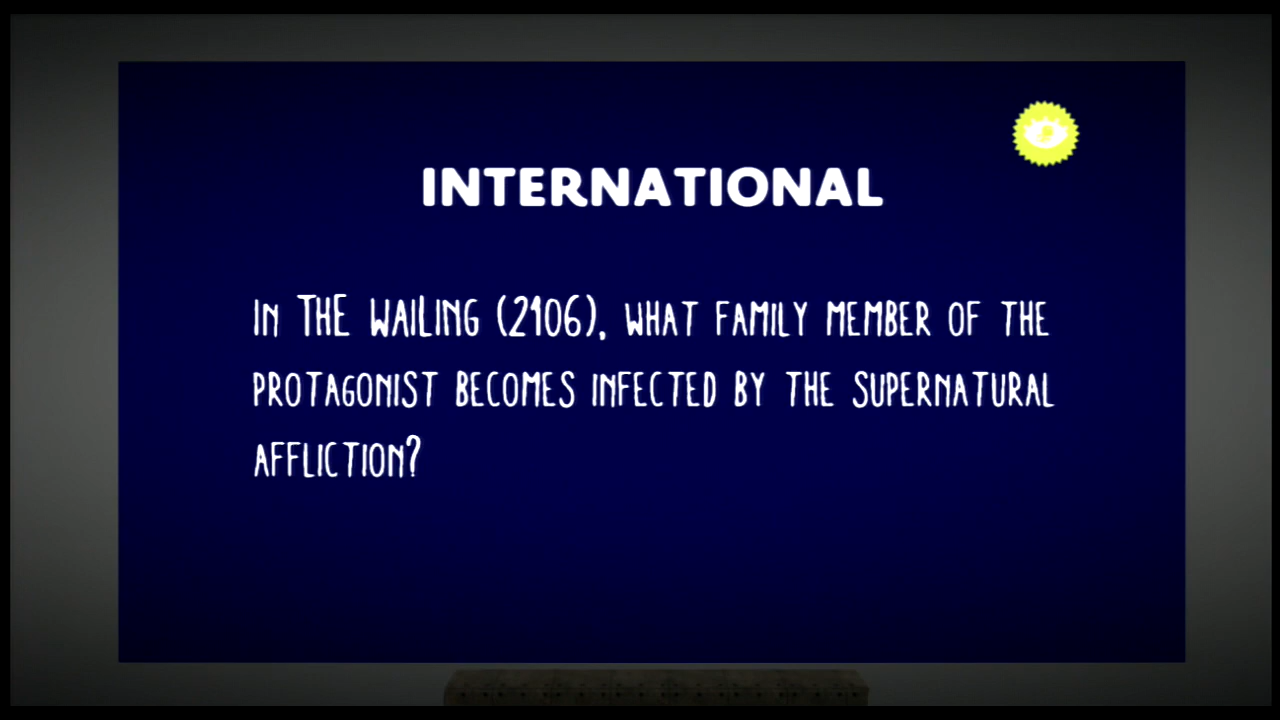 INTERNATIONAL
IN THE WAILING (2106), WHAT FAMILY MEMBER OF THE
PROTAGONIST BECOMES INFECTED BY THE SUPERNATURAL
AFFLICTION?